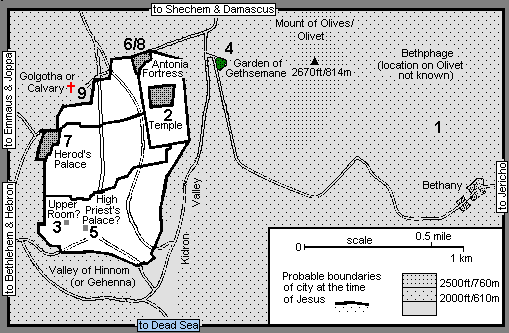 to Shechem & Damascus
Mount of Olives/
Olivet
2670ft/814m
Bethphage
(location on Olivet
not known)
6/8
Antonia
Fortress
4
Garden of
Gethsemane
Golgotha or
Calvary
9
to Emmaus & Joppa
2
Temple
1
7
Herod's
Palace
Bethany
to Jericho
Upper
Room?
3
High
Priest's
Palace?
5
Kidron Valley
to Bethlehem & Hebron
Valley of Hinnom
(or Gehenna)
to Dead Sea
0 scale 0.5 mile
1 km
Probable boundaries
of city at the time
of Jesus
2500ft/760m
2000ft/610m